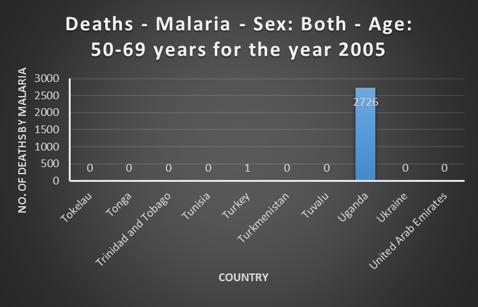 Deaths - Malaria - Sex: Both - Age:
50-69 years for the year 2005
NO. OF DEATHS BY MALARIA
3000
2500
2000
1500
1000
500
0
0
0
0
0
1
0
0
2726
0
0
Tokelau
Tonga
Trinidad and Tobago
Tunisia
Turkey
Turkmenistan
Tuvalu
Uganda
Ukraine
United Arab Emirates
COUNTRY